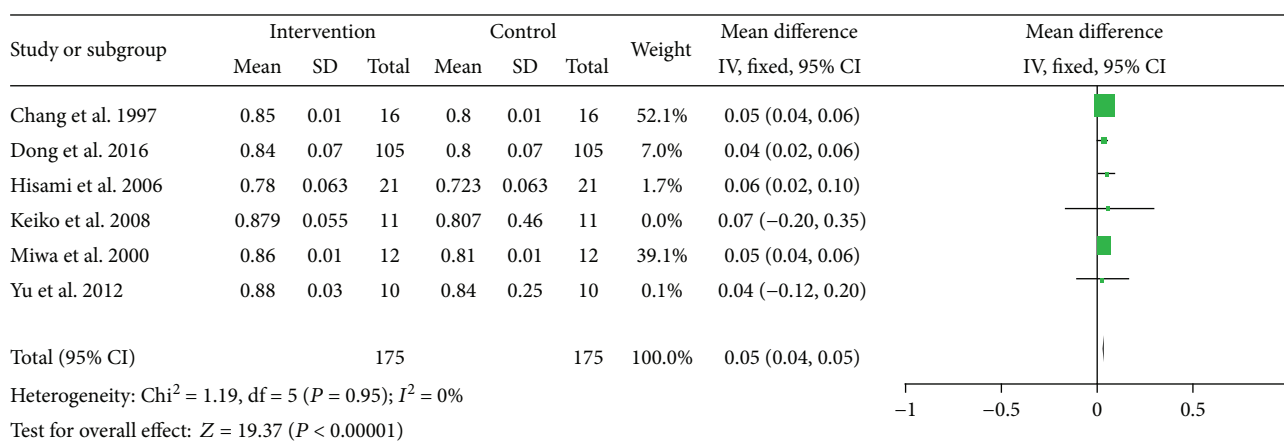 Study or subgroup Intervention Control Weight Mean difference Mean difference
Mean SD Total Mean SD Total IV, fixed, 95% CI IV, fixed, 95% CI
Chang et al. 1997 0.85 0.01 16 0.8 0.01 16 52.1% 0.05 (0.04, 0.06)
Dong et al. 2016 0.84 0.07 105 0.8 0.07 105 7.0% 0.04 (0.02, 0.06)
Hisami et al. 2006 0.78 0.063 21 0.723 0.063 21 1.7% 0.06 (0.02, 0.10)
Keiko et al. 2008 0.879 0.055 11 0.807 0.46 11 0.0% 0.07 (−0.20, 0.35)
Miwa et al. 2000 0.86 0.01 12 0.81 0.01 12 39.1% 0.05 (0.04, 0.06)
Yu et al. 2012 0.88 0.03 10 0.84 0.25 10 0.1% 0.04 (−0.12, 0.20)
Total (95% CI) 175 175 100.0% 0.05 (0.04, 0.05)
Heterogeneity: Chi² = 1.19, df = 5 (P = 0.95); I² = 0%
−1 −0.5 0 0.5
Test for overall effect: Z = 19.37 (P < 0.00001)